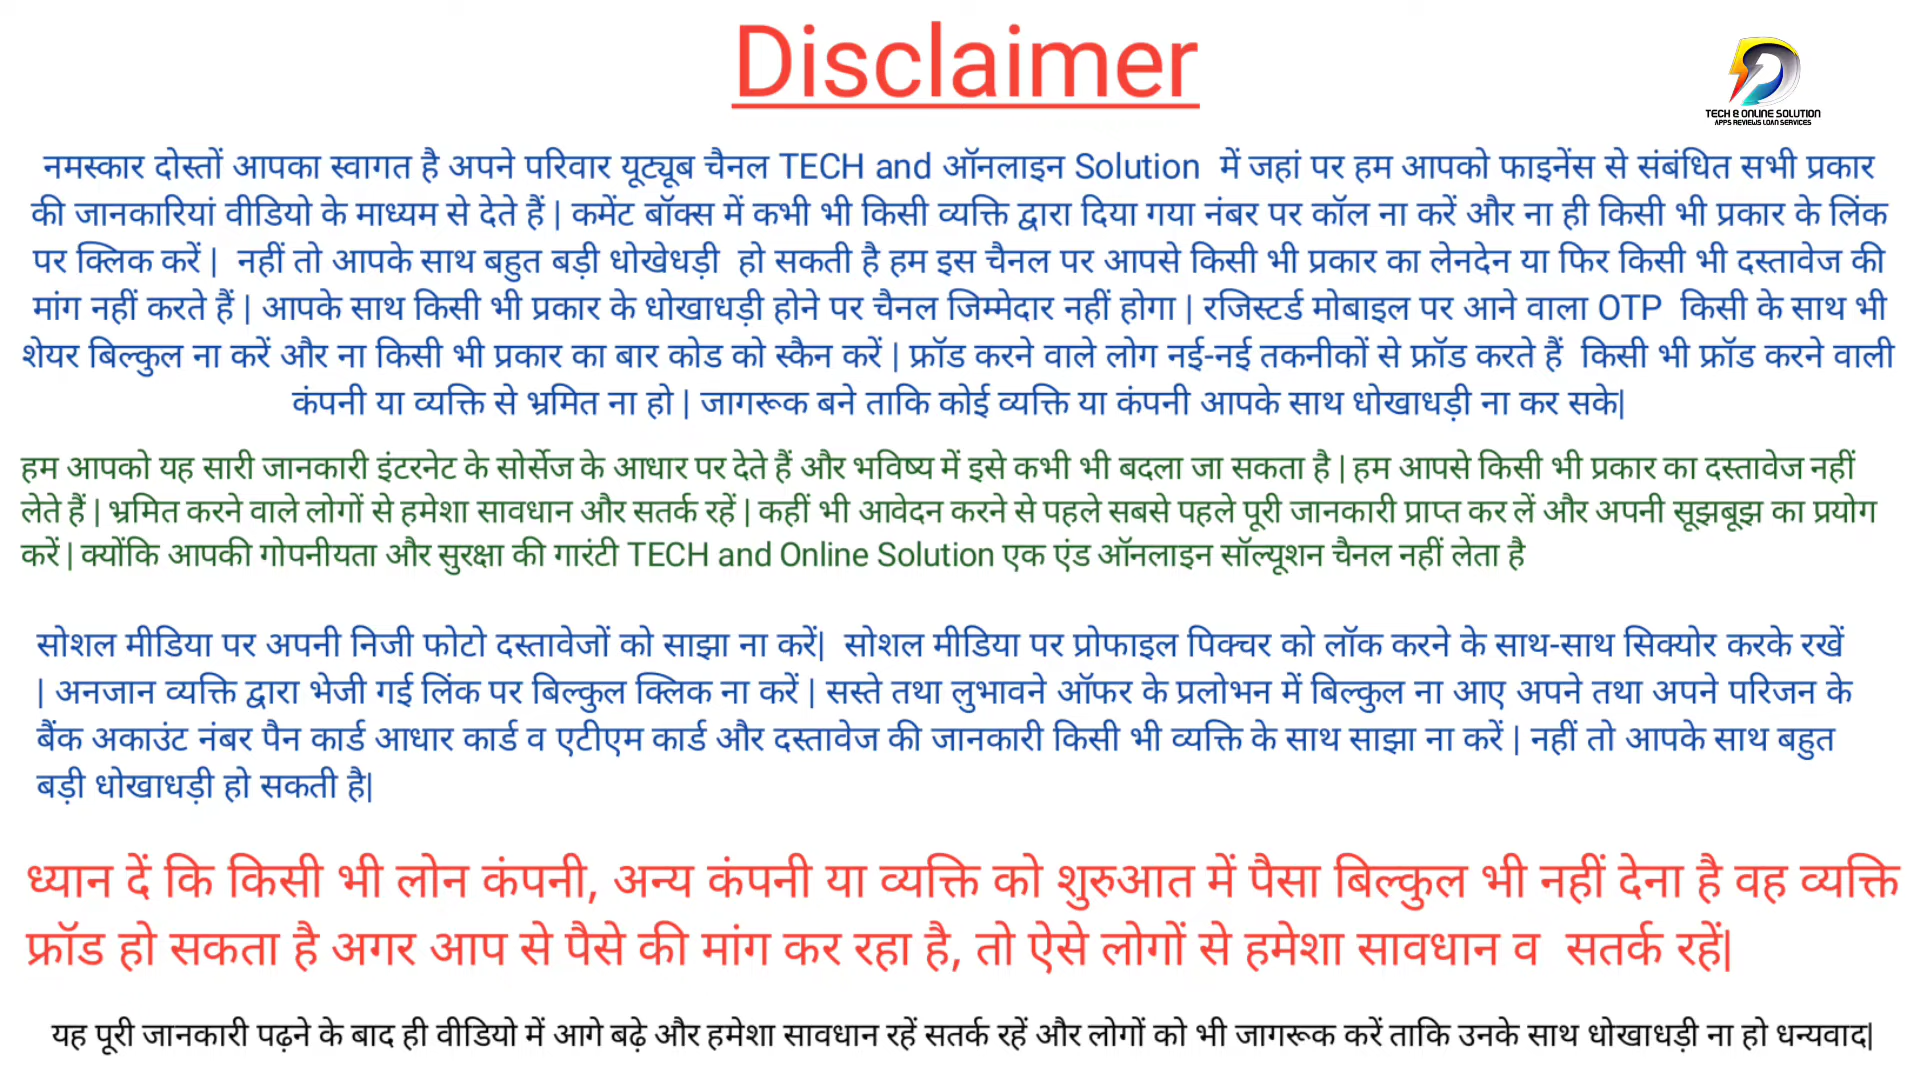 Disclaimer
TECH & ONLINE SOLUTION
APPS REVIEWS LOAN SERVICES
नमस्कार दोस्तों आपका स्वागत है अपने परिवार यूट्यूब चैनल TECH and ऑनलाइन Solution में जहां पर हम आपको फाइनेंस से संबंधित सभी प्रकार
की जानकारियां वीडियो के माध्यम से देते हैं | कमेंट बॉक्स में कभी भी किसी व्यक्ति द्वारा दिया गया नंबर पर कॉल ना करें और ना ही किसी भी प्रकार के लिंक
पर क्लिक करें | नहीं तो आपके साथ बहुत बड़ी धोखेधड़ी हो सकती है हम इस चैनल पर आपसे किसी भी प्रकार का लेनदेन या फिर किसी भी दस्तावेज की
मांग नहीं करते हैं | आपके साथ किसी भी प्रकार के धोखाधड़ी होने पर चैनल जिम्मेदार नहीं होगा | रजिस्टर्ड मोबाइल पर आने वाला OTP किसी के साथ भी
शेयर बिल्कुल ना करें और ना किसी भी प्रकार का बार कोड को स्कैन करें | फ्रॉड करने वाले लोग नई-नई तकनीकों से फ्रॉड करते हैं किसी भी फ्रॉड करने वाली
कंपनी या व्यक्ति से भ्रमित ना हो | जागरूक बने ताकि कोई व्यक्ति या कंपनी आपके साथ धोखाधड़ी ना कर सके|
हम आपको यह सारी जानकारी इंटरनेट के सोर्सेज के आधार पर देते हैं और भविष्य में इसे कभी भी बदला जा सकता है | हम आपसे किसी भी प्रकार का दस्तावेज नहीं
लेते हैं | भ्रमित करने वाले लोगों से हमेशा सावधान और सतर्क रहें | कहीं भी आवेदन करने से पहले सबसे पहले पूरी जानकारी प्राप्त कर लें और अपनी सूझबूझ का प्रयोग
करें | क्योंकि आपकी गोपनीयता और सुरक्षा की गारंटी TECH and Online Solution एक एंड ऑनलाइन सॉल्यूशन चैनल नहीं लेता है
सोशल मीडिया पर अपनी निजी फोटो दस्तावेजों को साझा ना करें| सोशल मीडिया पर प्रोफाइल पिक्चर को लॉक करने के साथ-साथ सिक्योर करके रखें
| अनजान व्यक्ति द्वारा भेजी गई लिंक पर बिल्कुल क्लिक ना करें | सस्ते तथा लुभावने ऑफर के प्रलोभन में बिल्कुल ना आए अपने तथा अपने परिजन के
बैंक अकाउंट नंबर पैन कार्ड आधार कार्ड व एटीएम कार्ड और दस्तावेज की जानकारी किसी भी व्यक्ति के साथ साझा ना करें | नहीं तो आपके साथ बहुत
बड़ी धोखाधड़ी हो सकती है|
ध्यान दें कि किसी भी लोन कंपनी, अन्य कंपनी या व्यक्ति को शुरुआत में पैसा बिल्कुल भी नहीं देना है वह व्यक्ति
फ्रॉड हो सकता है अगर आप से पैसे की मांग कर रहा है, तो ऐसे लोगों से हमेशा सावधान व सतर्क रहें|
यह पूरी जानकारी पढ़ने के बाद ही वीडियो में आगे बढ़े और हमेशा सावधान रहें सतर्क रहें और लोगों को भी जागरूक करें ताकि उनके साथ धोखाधड़ी ना हो धन्यवाद|